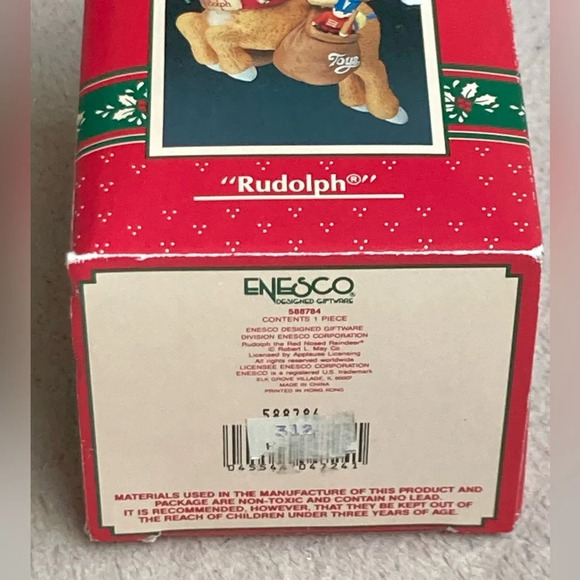 Rudolph
Toys
"Rudolph®"
ENESCO®
DESIGNED GIFTWARE
588784
CONTENTS 1 PIECE
ENESCO DESIGNED GIFTWARE
DIVISION ENESCO CORPORATION
Rudolph the Red Nosed Reindeer®
© Robert L. May Co.
Licensed by Applause Licensing
All rights reserved worldwide
LICENSEE ENESCO CORPORATION
ENESCO is a registered U.S. trademark
ELK GROVE VILLAGE, IL 60007
MADE IN CHINA
PRINTED IN HONG KONG
588784
312
MATERIALS USED IN THE MANUFACTURE OF THIS PRODUCT AND
PACKAGE ARE NON-TOXIC AND CONTAIN NO LEAD.
IT IS RECOMMENDED, HOWEVER, THAT THEY BE KEPT OUT OF
THE REACH OF CHILDREN UNDER THREE YEARS OF AGE.